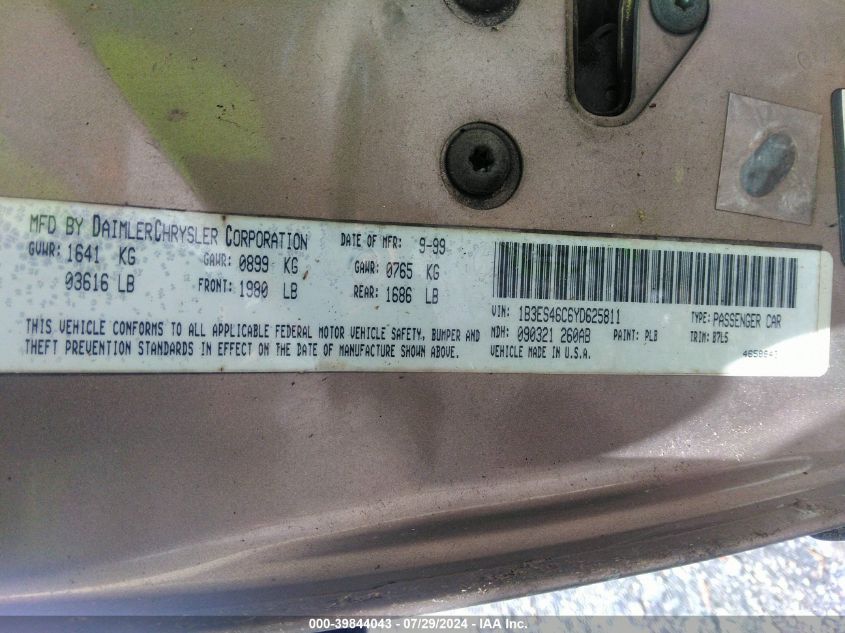 MFD BY DAIMLERCHRYSLER CORPORATION DATE OF MFR: 9-99
GVWR: 1641 KG GAWR: 0899 KG GAWR: 0765 KG
03616 LB FRONT: 1980 LB REAR: 1686 LB
THIS VEHICLE CONFORMS TO ALL APPLICABLE FEDERAL MOTOR VEHICLE SAFETY, BUMPER AND
THEFT PREVENTION STANDARDS IN EFFECT ON THE DATE OF MANUFACTURE SHOWN ABOVE.
VIN: 1B3ES46C6YD625811 TYPE: PASSENGER CAR
MDH: 090321 260AB PAINT: PLB TRIM: B7L5
VEHICLE MADE IN U.S.A.
000-39844043 - 07/29/2024 - IAA Inc.